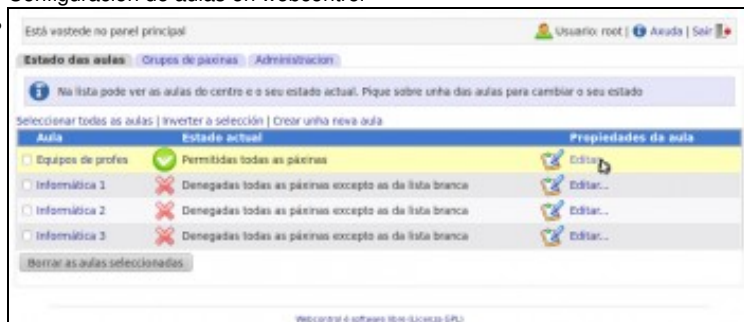 Configuración de aulas en webcontrol
Está vostede no panel principal
Usuario: root | Axuda | Sair
Estado das aulas Grupos de paxinas Administracion
Na lista pode ver as aulas do centro e o seu estado actual. Pique sobre unha das aulas para cambiar o seu estado
Seleccionar todas as aulas | Inverter a selección | Crear unha nova aula
Aula Estado actual Propiedades da aula
Equipos de profes Permitidas todas as páxinas Editar...
Informática 1 Denegadas todas as páxinas excepto as da lista branca Editar...
Informática 2 Denegadas todas as páxinas excepto as da lista branca Editar...
Informática 3 Denegadas todas as páxinas excepto as da lista branca Editar...
Borrar as aulas seleccionadas
Webcontrol é software libre (Licenza GPL)